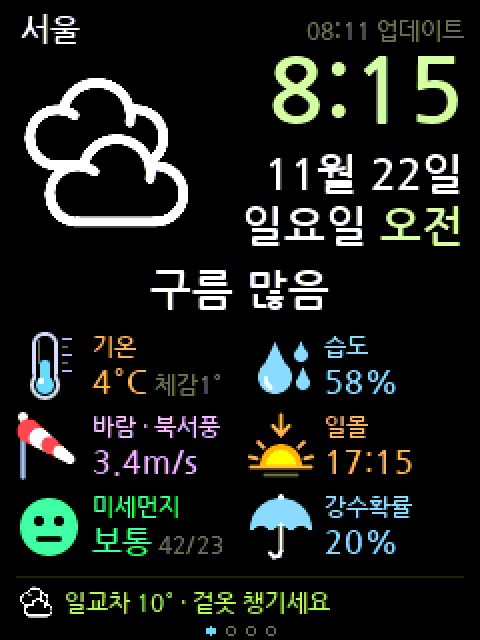 서울
08:11 업데이트
8:15
11월 22일
일요일 오전
구름 많음
기온
4°C 체감1°
습도
58%
바람 · 북서풍
3.4m/s
일몰
17:15
미세먼지
보통 42/23
강수확률
20%
일교차 10° · 겉옷 챙기세요